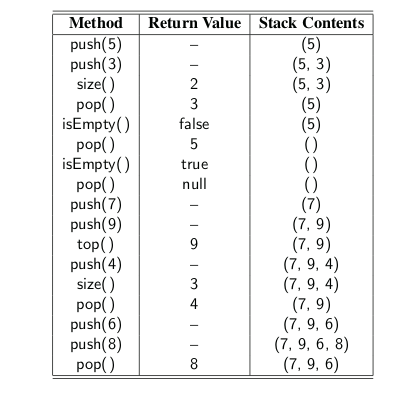 Method Return Value Stack Contents
push(5) – (5)
push(3) – (5, 3)
size() 2 (5, 3)
pop() 3 (5)
isEmpty() false (5)
pop() 5 ()
isEmpty() true ()
pop() null ()
push(7) – (7)
push(9) – (7, 9)
top() 9 (7, 9)
push(4) – (7, 9, 4)
size() 3 (7, 9, 4)
pop() 4 (7, 9)
push(6) – (7, 9, 6)
push(8) – (7, 9, 6, 8)
pop() 8 (7, 9, 6)